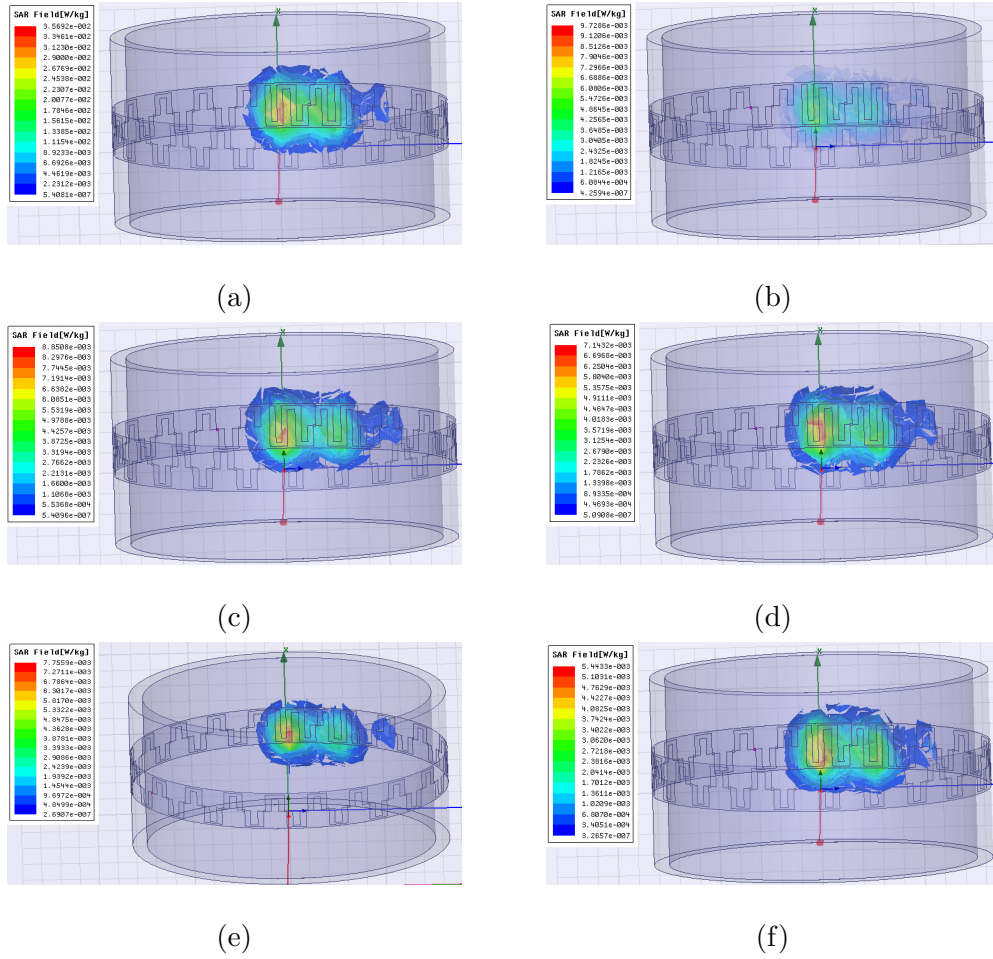 SAR Field[W/kg]
3.5692e-002
3.3461e-002
3.1230e-002
2.9000e-002
2.6769e-002
2.4538e-002
2.2307e-002
2.0077e-002
1.7846e-002
1.5615e-002
1.3385e-002
1.1154e-002
8.9233e-003
6.6926e-003
4.4619e-003
2.2312e-003
5.4081e-007
X
(a)
SAR Field[W/kg]
9.7286e-003
9.1206e-003
8.5126e-003
7.9046e-003
7.2966e-003
6.6886e-003
6.0806e-003
5.4726e-003
4.8645e-003
4.2565e-003
3.6485e-003
3.0405e-003
2.4325e-003
1.8245e-003
1.2165e-003
6.0844e-004
4.2594e-007
X
(b)
SAR Field[W/kg]
8.8508e-003
8.2976e-003
7.7445e-003
7.1914e-003
6.6382e-003
6.0851e-003
5.5319e-003
4.9788e-003
4.4257e-003
3.8725e-003
3.3194e-003
2.7662e-003
2.2131e-003
1.6600e-003
1.1068e-003
5.5368e-004
5.4096e-007
X
(c)
SAR Field[W/kg]
7.1432e-003
6.6968e-003
6.2504e-003
5.8040e-003
5.3575e-003
4.9111e-003
4.4647e-003
4.0183e-003
3.5719e-003
3.1254e-003
2.6790e-003
2.2326e-003
1.7862e-003
1.3398e-003
8.9335e-004
4.4693e-004
5.0908e-007
X
(d)
SAR Field[W/kg]
7.7559e-003
7.2711e-003
6.7864e-003
6.3017e-003
5.8170e-003
5.3322e-003
4.8475e-003
4.3628e-003
3.8781e-003
3.3933e-003
2.9086e-003
2.4239e-003
1.9392e-003
1.4544e-003
9.6972e-004
4.8499e-004
2.6907e-007
X
(e)
SAR Field[W/kg]
5.4433e-003
5.1031e-003
4.7629e-003
4.4227e-003
4.0825e-003
3.7424e-003
3.4022e-003
3.0620e-003
2.7218e-003
2.3816e-003
2.0414e-003
1.7012e-003
1.3611e-003
1.0209e-003
6.8070e-004
3.4051e-004
3.2657e-007
X
(f)